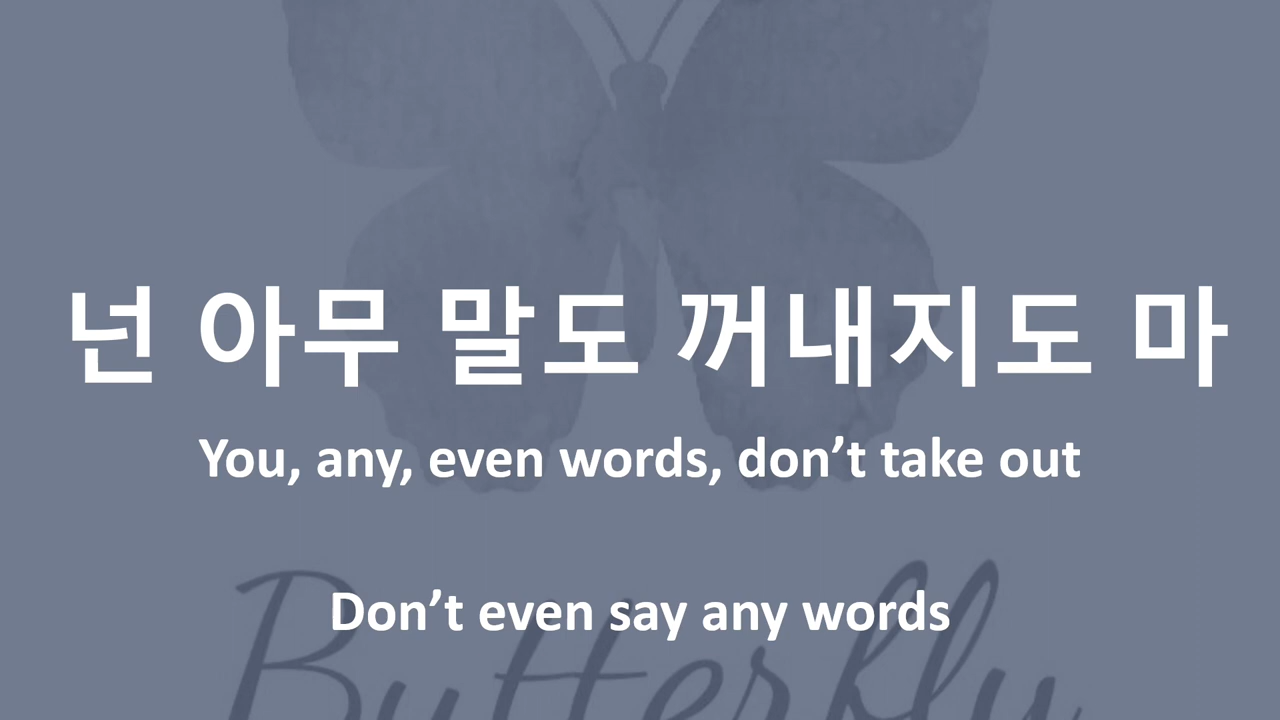 넌 아무 말도 꺼내지도 마
You, any, even words, don’t take out
Don’t even say any words
Butterfly